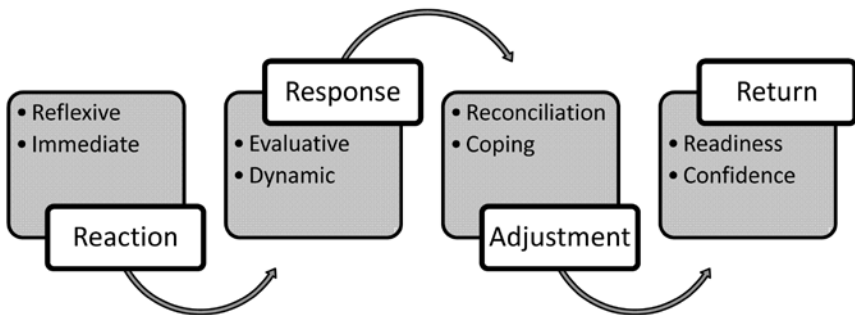 • Reflexive
• Immediate
Reaction
Response
• Evaluative
• Dynamic
• Reconciliation
• Coping
Adjustment
Return
• Readiness
• Confidence